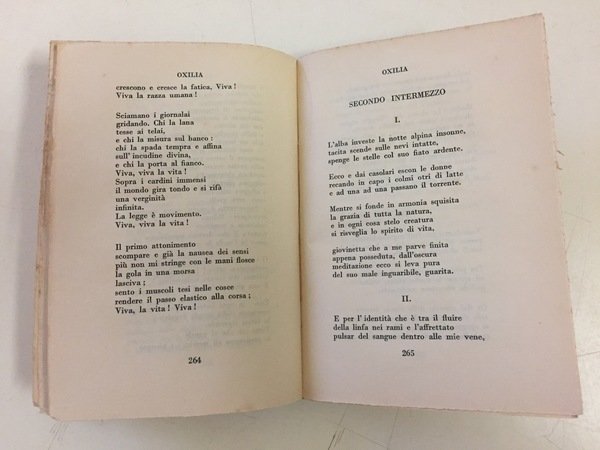 OXILIA
crescono e cresce la fatica, Viva!
Viva la razza umana!
Sciamano i giornalai
gridando. Chi la lana
tesse ai telai,
e chi la misura sul banco:
chi la spada tempra e affina
sull'incudine divina,
e chi la porta al fianco.
Viva, viva la vita!
Sopra i cardini immensi
il mondo gira tondo e si rifà
una verginità
infinita.
La legge è movimento.
Viva, viva la vita!
Il primo attonimento
scompare e già la nausea dei sensi
più non mi stringe con le mani flosce
la gola in una morsa
lasciva;
sento i muscoli tesi nelle cosce
rendere il passo elastico alla corsa;
Viva, la vita! Viva!
264
OXILIA
SECONDO INTERMEZZO
I.
L'alba investe la notte alpina insonne,
tacita scende sulle nevi intatte,
spenge le stelle col suo fiato ardente.
Ecco e dai casolari escon le donne
recando in capo i colmi otri di latte
e ad una ad una passano il torrente.
Mentre si fonde in armonia squisita
la grazia di tutta la natura,
e in ogni cosa stelo creatura
si risveglia lo spirito di vita,
giovinetta che a me parve finita
appena posseduta, dall'oscura
meditazione ecco si leva pura
del suo male inguaribile, guarita.
II.
E per l'identità che è tra il fluire
della linfa nei rami e l'affrettato
pulsar del sangue dentro alle mie vene,
265